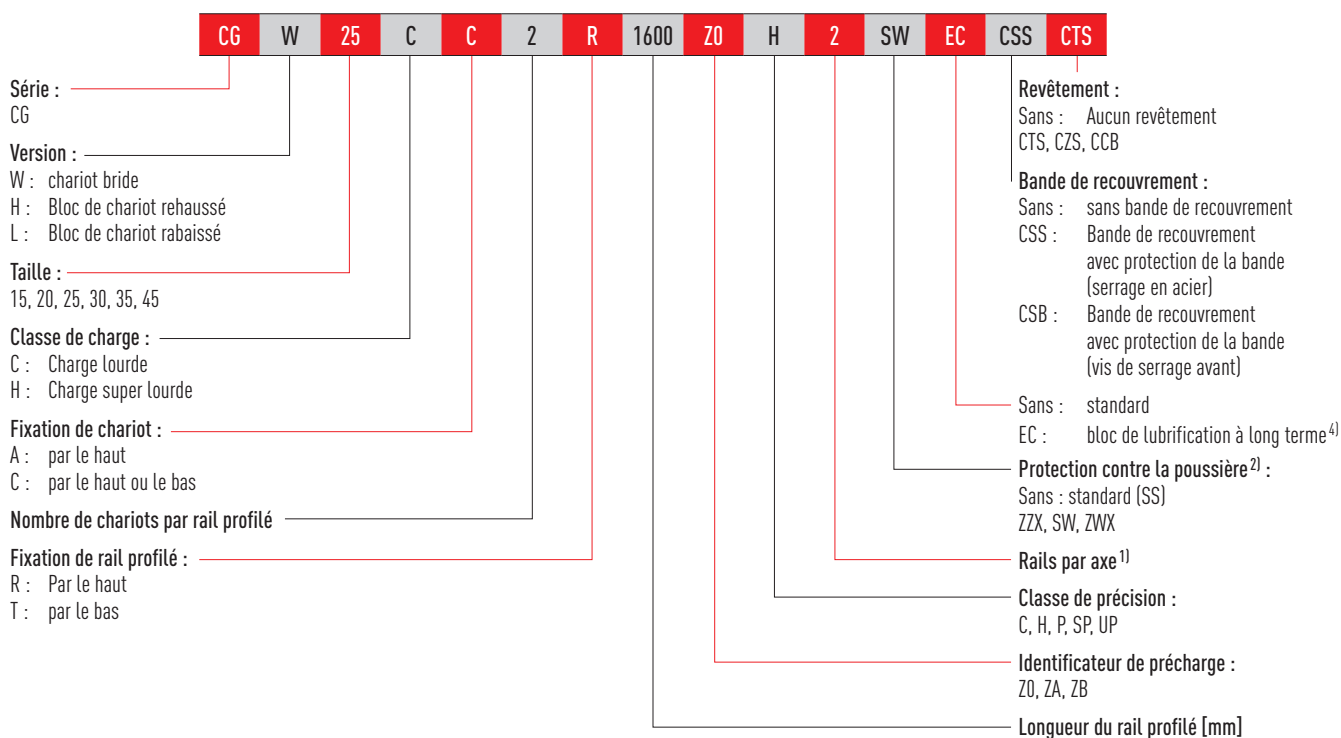 CG W 25 C C 2 R 1600 Z0 H 2 SW EC CSS CTS
Série :
CG
Version :
W : chariot bride
H : Bloc de chariot rehaussé
L : Bloc de chariot rabaissé
Taille :
15, 20, 25, 30, 35, 45
Classe de charge :
C : Charge lourde
H : Charge super lourde
Fixation de chariot :
A : par le haut
C : par le haut ou le bas
Nombre de chariots par rail profilé
Fixation de rail profilé :
R : Par le haut
T : par le bas
Revêtement :
Sans : Aucun revêtement
CTS, CZS, CCB
Bande de recouvrement :
Sans : sans bande de recouvrement
CSS : Bande de recouvrement
avec protection de la bande
(serrage en acier)
CSB : Bande de recouvrement
avec protection de la bande
(vis de serrage avant)
Sans : standard
EC : bloc de lubrification à long terme 4)
Protection contre la poussière 2) :
Sans : standard (SS)
ZZX, SW, ZWX
Rails par axe 1)
Classe de précision :
C, H, P, SP, UP
Identificateur de précharge :
Z0, ZA, ZB
Longueur du rail profilé [mm]